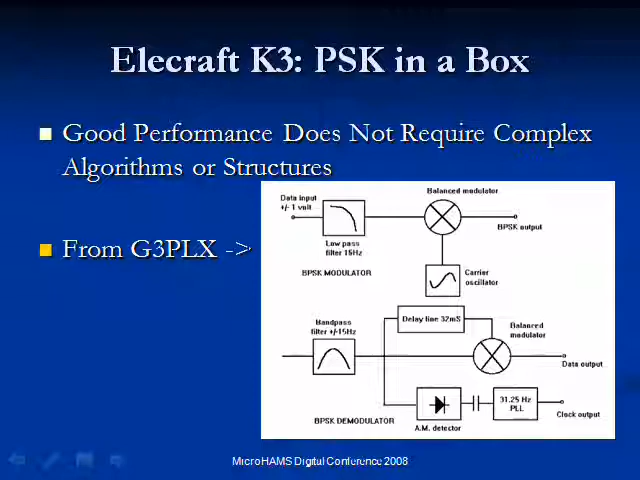 Elecraft K3: PSK in a Box
Good Performance Does Not Require Complex
Algorithms or Structures
From G3PLX ->
Data input
+/- 1 volt
Low pass
filter 15Hz
Balanced modulator
BPSK output
BPSK MODULATOR
Carrier
oscillator
Bandpass
filter +/-15Hz
Delay line 32mS
Balanced
modulator
Data output
BPSK DEMODULATOR
A.M. detector
31.25 Hz
PLL
Clock output
MicroHAMS Digital Conference 2008